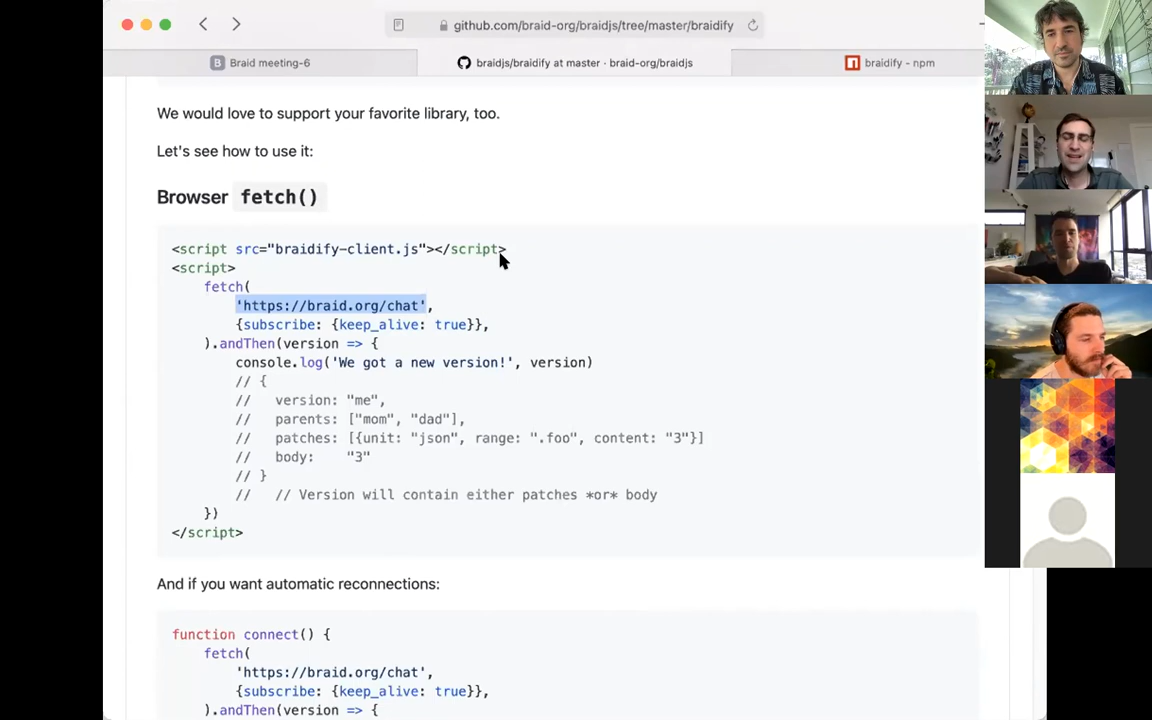 github.com/braid-org/braidjs/tree/master/braidify
B Braid meeting-6
braidjs/braidify at master · braid-org/braidjs
braidify - npm
We would love to support your favorite library, too.
Let's see how to use it:
Browser fetch()
<script src="braidify-client.js"></script>
<script>
    fetch(
        'https://braid.org/chat',
        {subscribe: {keep_alive: true}},
    ).andThen(version => {
        console.log('We got a new version!', version)
        // {
        //   version: "me",
        //   parents: ["mom", "dad"],
        //   patches: [{unit: "json", range: ".foo", content: "3"}]
        //   body:    "3"
        // }
        //   // Version will contain either patches *or* body
    })
</script>
And if you want automatic reconnections:
function connect() {
    fetch(
        'https://braid.org/chat',
        {subscribe: {keep_alive: true}},
    ).andThen(version => {